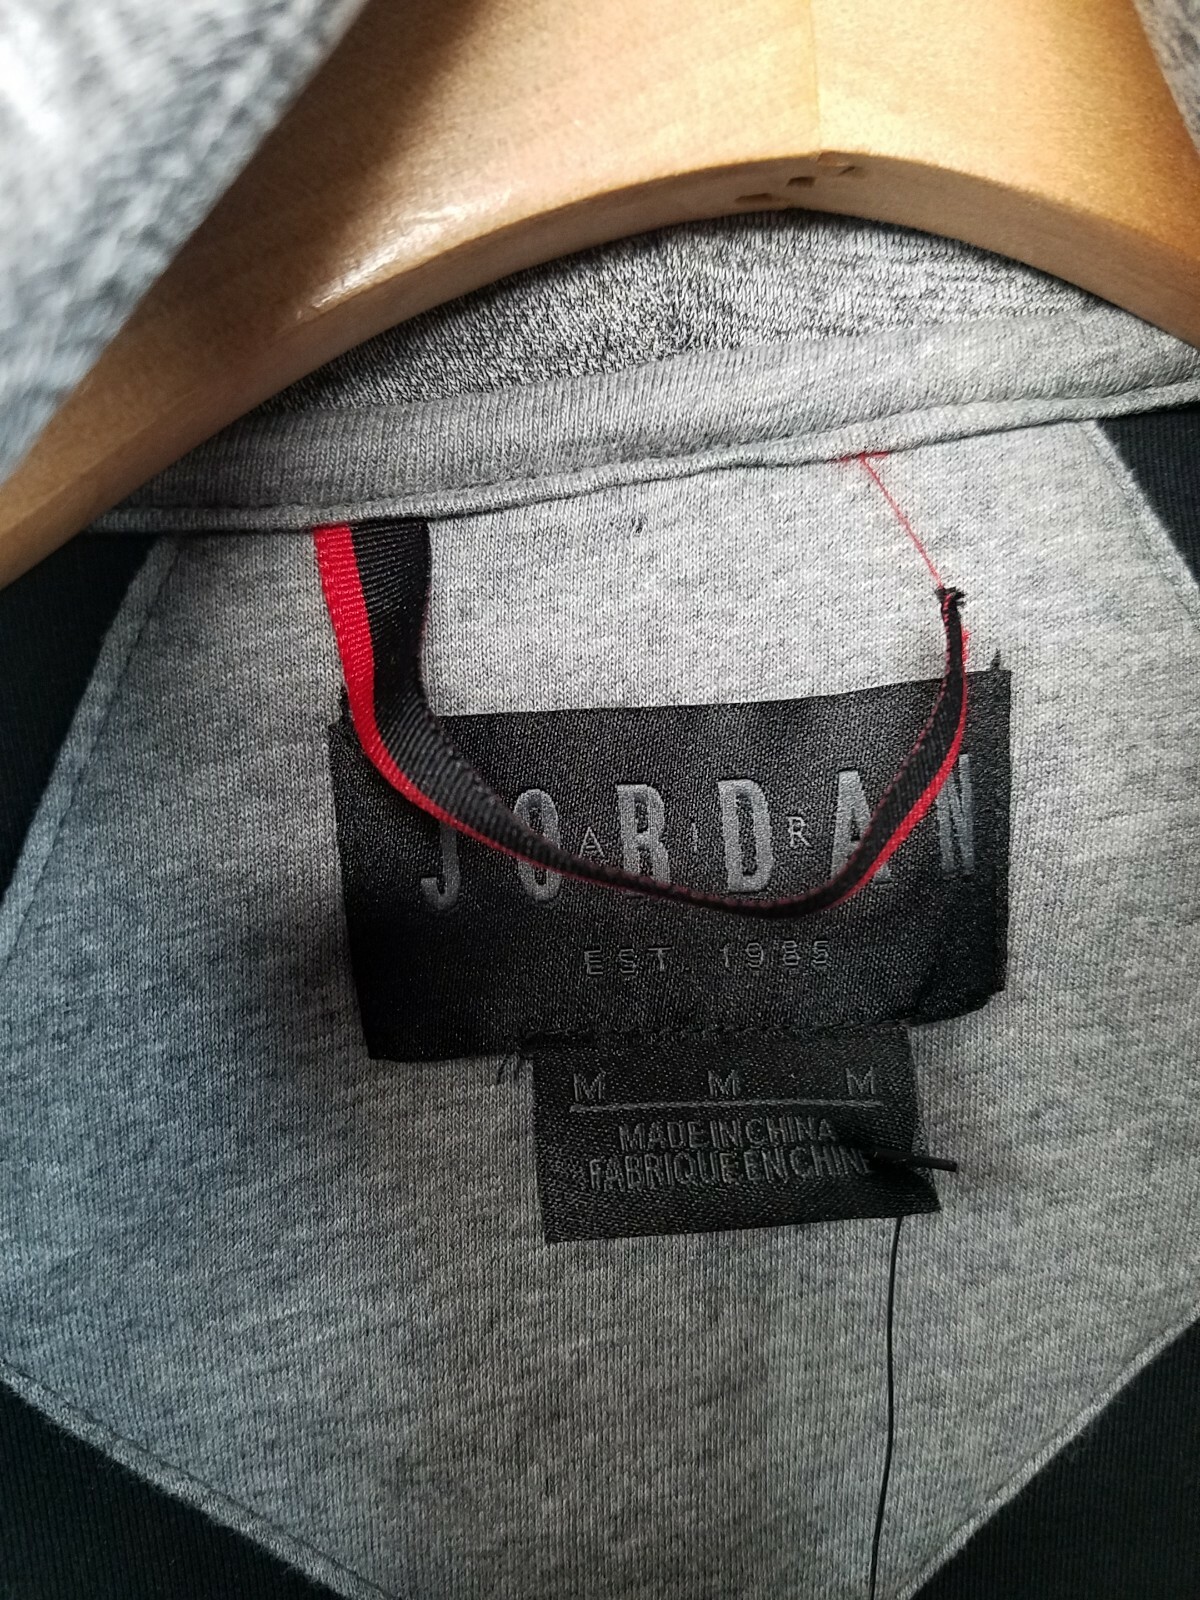 JORDAN
AIR
EST. 1985
M M M
MADE IN CHINA
FABRIQUE EN CHINE